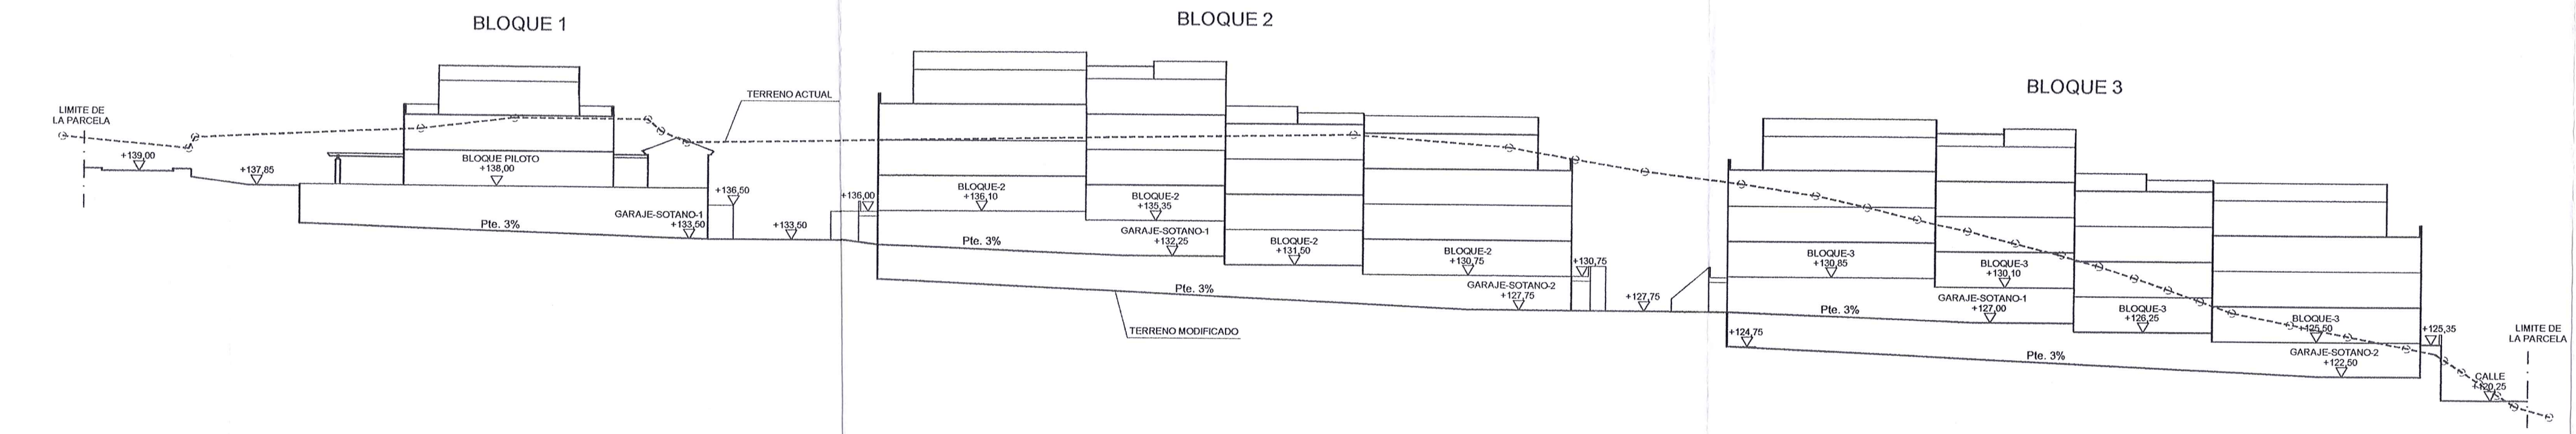 BLOQUE 1
BLOQUE 2
BLOQUE 3
LIMITE DE
LA PARCELA
+139,00
+137,85
BLOQUE PILOTO
+138,00
Pte. 3%
GARAJE-SOTANO-1
+133,50
+136,50
+133,50
TERRENO ACTUAL
+136,00
BLOQUE-2
+136,10
BLOQUE-2
+135,35
GARAJE-SOTANO-1
+132,25
Pte. 3%
BLOQUE-2
+131,50
BLOQUE-2
+130,75
GARAJE-SOTANO-2
+127,75
Pte. 3%
TERRENO MODIFICADO
+130,75
+127,75
BLOQUE-3
+130,85
BLOQUE-3
+130,10
GARAJE-SOTANO-1
+127,00
Pte. 3%
+124,75
BLOQUE-3
+126,25
BLOQUE-3
+125,50
GARAJE-SOTANO-2
+122,50
Pte. 3%
+125,35
CALLE
+120,25
LIMITE DE
LA PARCELA